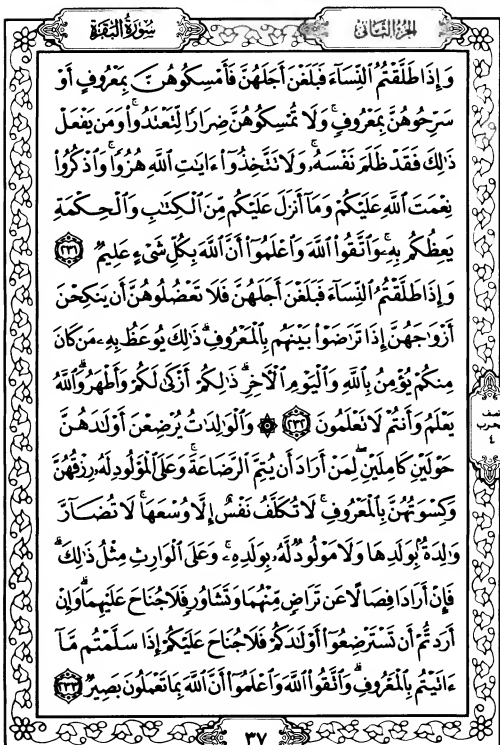 سُورَةُ البَقَرَةِ
الجزء الثاني
وَإِذَا طَلَّقْتُمُ ٱلنِّسَآءَ فَبَلَغْنَ أَجَلَهُنَّ فَأَمْسِكُوهُنَّ بِمَعْرُوفٍ أَوْ
سَرِّحُوهُنَّ بِمَعْرُوفٍ ۚ وَلَا تُمْسِكُوهُنَّ ضِرَارًا لِّتَعْتَدُوا۟ ۚ وَمَن يَفْعَلْ
ذَٰلِكَ فَقَدْ ظَلَمَ نَفْسَهُۥ ۚ وَلَا تَتَّخِذُوٓا۟ ءَايَٰتِ ٱللَّهِ هُزُوًا ۚ وَٱذْكُرُوا۟
نِعْمَتَ ٱللَّهِ عَلَيْكُمْ وَمَآ أَنزَلَ عَلَيْكُم مِّنَ ٱلْكِتَٰبِ وَٱلْحِكْمَةِ
يَعِظُكُم بِهِۦ ۚ وَٱتَّقُوا۟ ٱللَّهَ وَٱعْلَمُوٓا۟ أَنَّ ٱللَّهَ بِكُلِّ شَىْءٍ عَلِيمٌ ٢٣١
وَإِذَا طَلَّقْتُمُ ٱلنِّسَآءَ فَبَلَغْنَ أَجَلَهُنَّ فَلَا تَعْضُلُوهُنَّ أَن يَنكِحْنَ
أَزْوَٰجَهُنَّ إِذَا تَرَٰضَوْا۟ بَيْنَهُم بِٱلْمَعْرُوفِ ۗ ذَٰلِكَ يُوعَظُ بِهِۦ مَن كَانَ
مِنكُمْ يُؤْمِنُ بِٱللَّهِ وَٱلْيَوْمِ ٱلْءَاخِرِ ۗ ذَٰلِكُمْ أَزْكَىٰ لَكُمْ وَأَطْهَرُ ۗ وَٱللَّهُ
يَعْلَمُ وَأَنتُمْ لَا تَعْلَمُونَ ٢٣٢ ۞ وَٱلْوَٰلِدَٰتُ يُرْضِعْنَ أَوْلَٰدَهُنَّ
حَوْلَيْنِ كَامِلَيْنِ ۖ لِمَنْ أَرَادَ أَن يُتِمَّ ٱلرَّضَاعَةَ ۚ وَعَلَى ٱلْمَوْلُودِ لَهُۥ رِزْقُهُنَّ
وَكِسْوَتُهُنَّ بِٱلْمَعْرُوفِ ۚ لَا تُكَلَّفُ نَفْسٌ إِلَّا وُسْعَهَا ۚ لَا تُضَآرَّ
وَٰلِدَةٌۢ بِوَلَدِهَا وَلَا مَوْلُودٌ لَّهُۥ بِوَلَدِهِۦ ۚ وَعَلَى ٱلْوَارِثِ مِثْلُ ذَٰلِكَ ۗ
فَإِنْ أَرَادَا فِصَالًا عَن تَرَاضٍ مِّنْهُمَا وَتَشَاوُرٍ فَلَا جُنَاحَ عَلَيْهِمَا ۗ وَإِنْ
أَرَدتُّمْ أَن تَسْتَرْضِعُوٓا۟ أَوْلَٰدَكُمْ فَلَا جُنَاحَ عَلَيْكُمْ إِذَا سَلَّمْتُم مَّآ
ءَاتَيْتُم بِٱلْمَعْرُوفِ ۗ وَٱتَّقُوا۟ ٱللَّهَ وَٱعْلَمُوٓا۟ أَنَّ ٱللَّهَ بِمَا تَعْمَلُونَ بَصِيرٌ ٢٣٣
نصف
الحزب
٤
٣٧